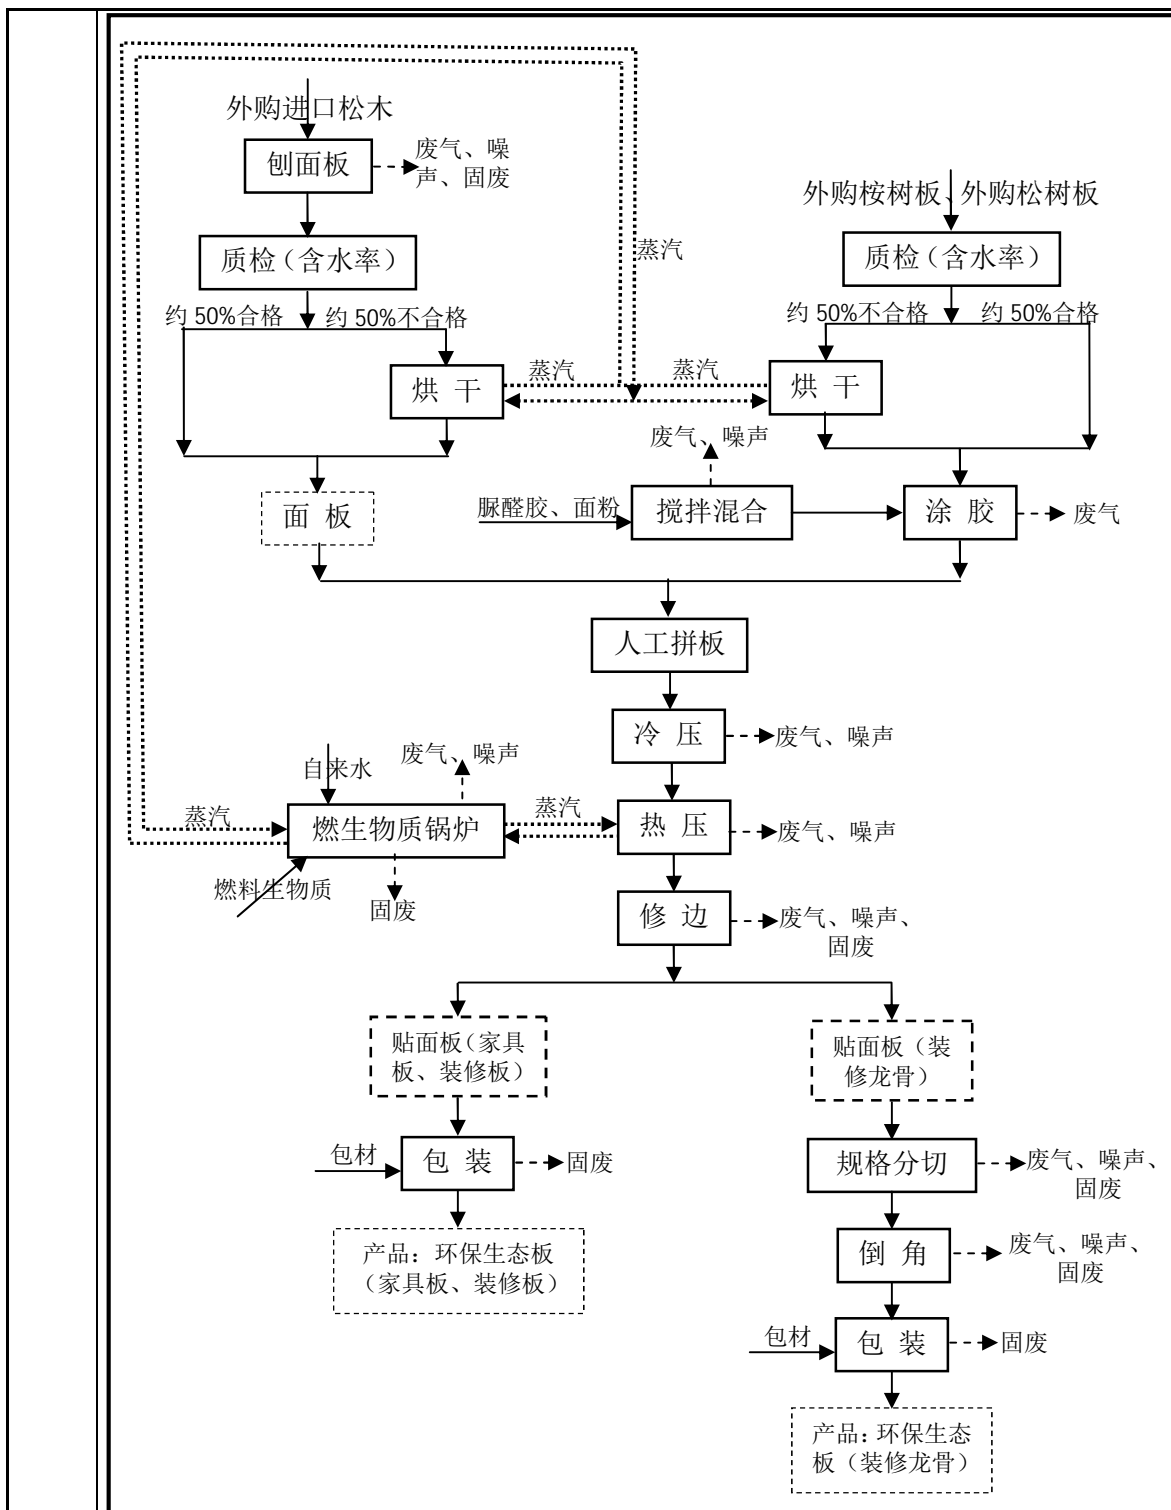 外购进口松木
刨面板
废气、噪
声、固废
外购桉树板、外购松树板
质检（含水率）
蒸汽
质检（含水率）
约 50%合格
约 50%不合格
约 50%不合格
约 50%合格
烘 干
蒸汽
蒸汽
烘 干
废气、噪声
面 板
脲醛胶、面粉
搅拌混合
涂 胶
废气
人工拼板
冷 压
废气、噪声
自来水
废气、噪声
蒸汽
燃生物质锅炉
蒸汽
热 压
废气、噪声
燃料生物质
固废
修 边
废气、噪声、
固废
贴面板（家具
板、装修板）
贴面板（装
修龙骨）
包材
包 装
固废
规格分切
废气、噪声、
固废
产品：环保生态板
（家具板、装修板）
倒 角
废气、噪声、
固废
包材
包 装
固废
产品：环保生态
板（装修龙骨）